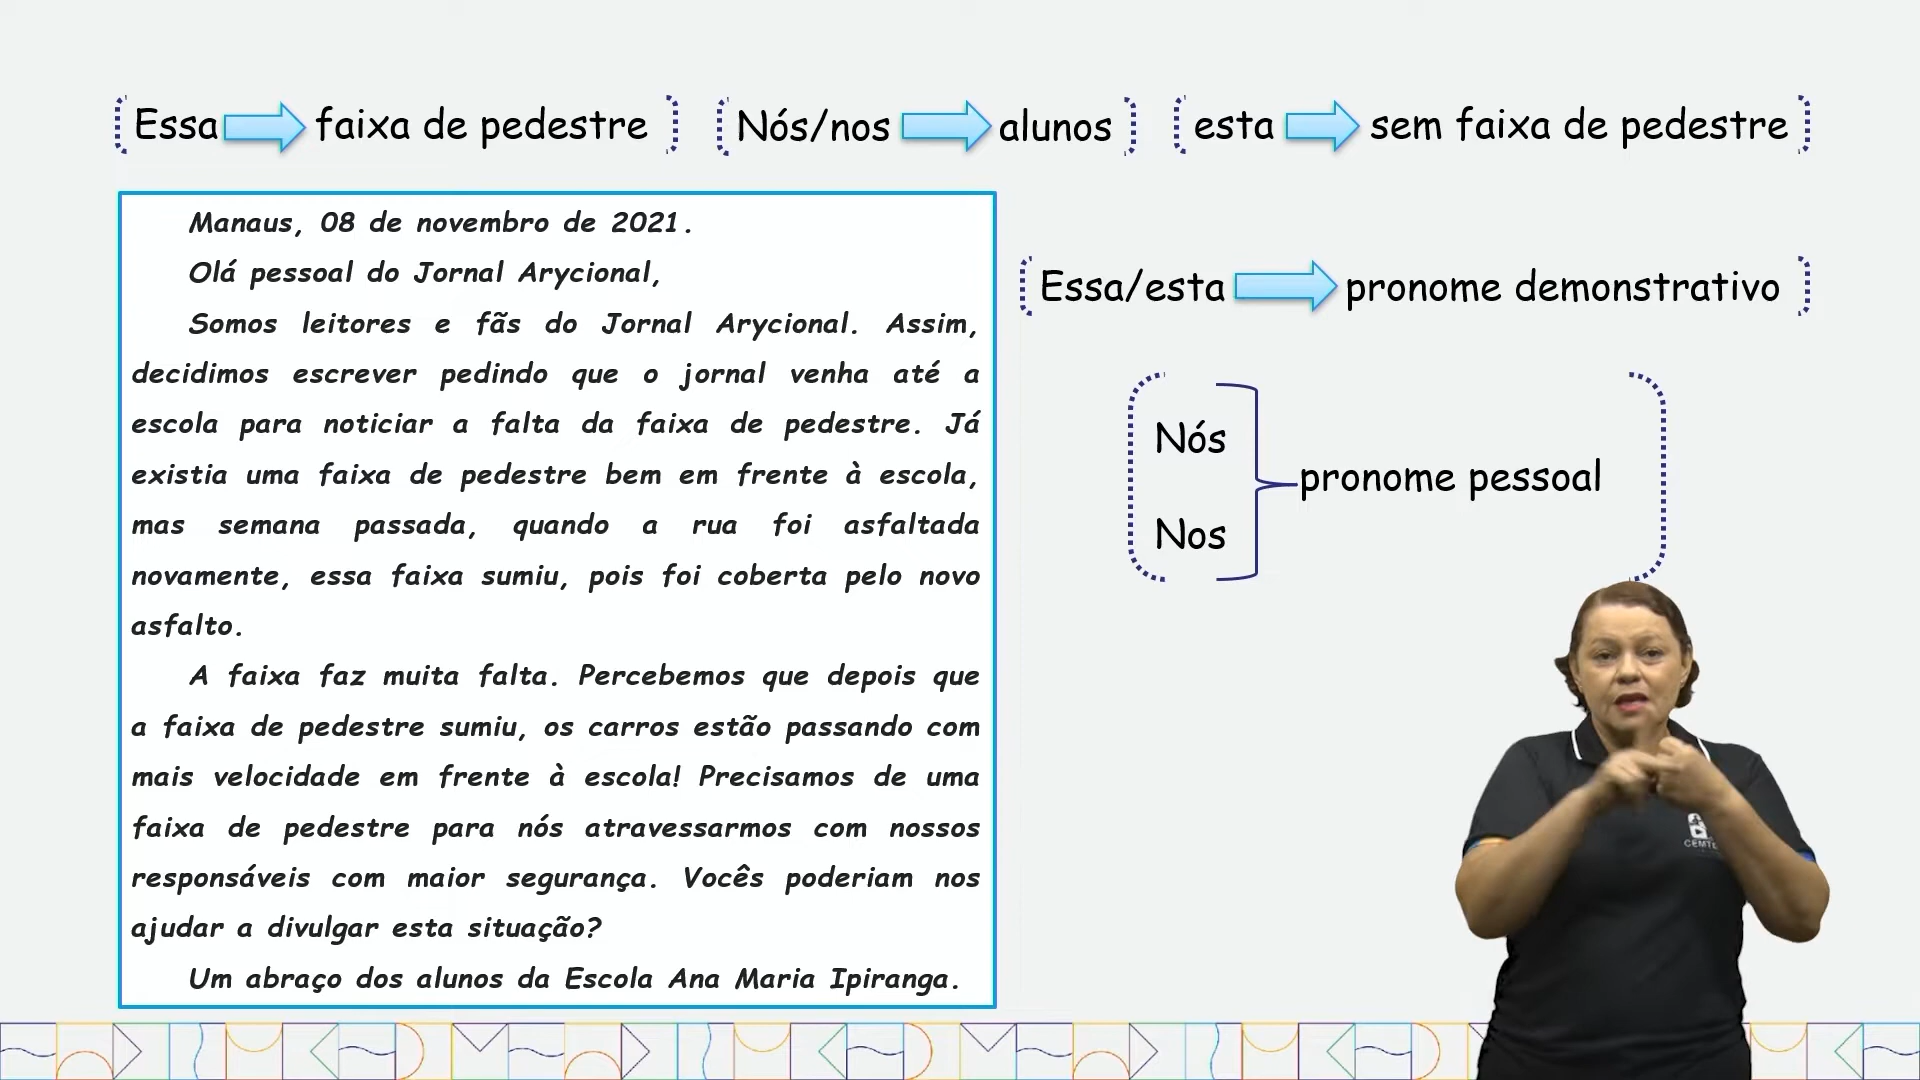 Essa faixa de pedestre Nós/nos alunos esta sem faixa de pedestre
Manaus, 08 de novembro de 2021.
Olá pessoal do Jornal Arycional,
Somos leitores e fãs do Jornal Arycional. Assim,
decidimos escrever pedindo que o jornal venha até a
escola para noticiar a falta da faixa de pedestre. Já
existia uma faixa de pedestre bem em frente à escola,
mas semana passada, quando a rua foi asfaltada
novamente, essa faixa sumiu, pois foi coberta pelo novo
asfalto.
A faixa faz muita falta. Percebemos que depois que
a faixa de pedestre sumiu, os carros estão passando com
mais velocidade em frente à escola! Precisamos de uma
faixa de pedestre para nós atravessarmos com nossos
responsáveis com maior segurança. Vocês poderiam nos
ajudar a divulgar esta situação?
Um abraço dos alunos da Escola Ana Maria Ipiranga.
Essa/esta pronome demonstrativo
Nós
pronome pessoal
Nos